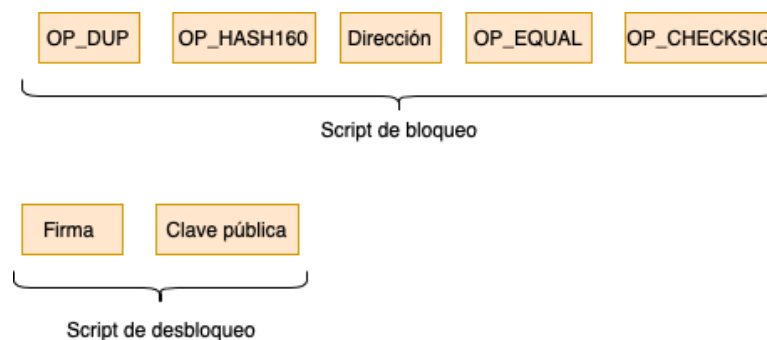 OP_DUP OP_HASH160 Dirección OP_EQUAL OP_CHECKSIG
Script de bloqueo
Firma Clave pública
Script de desbloqueo